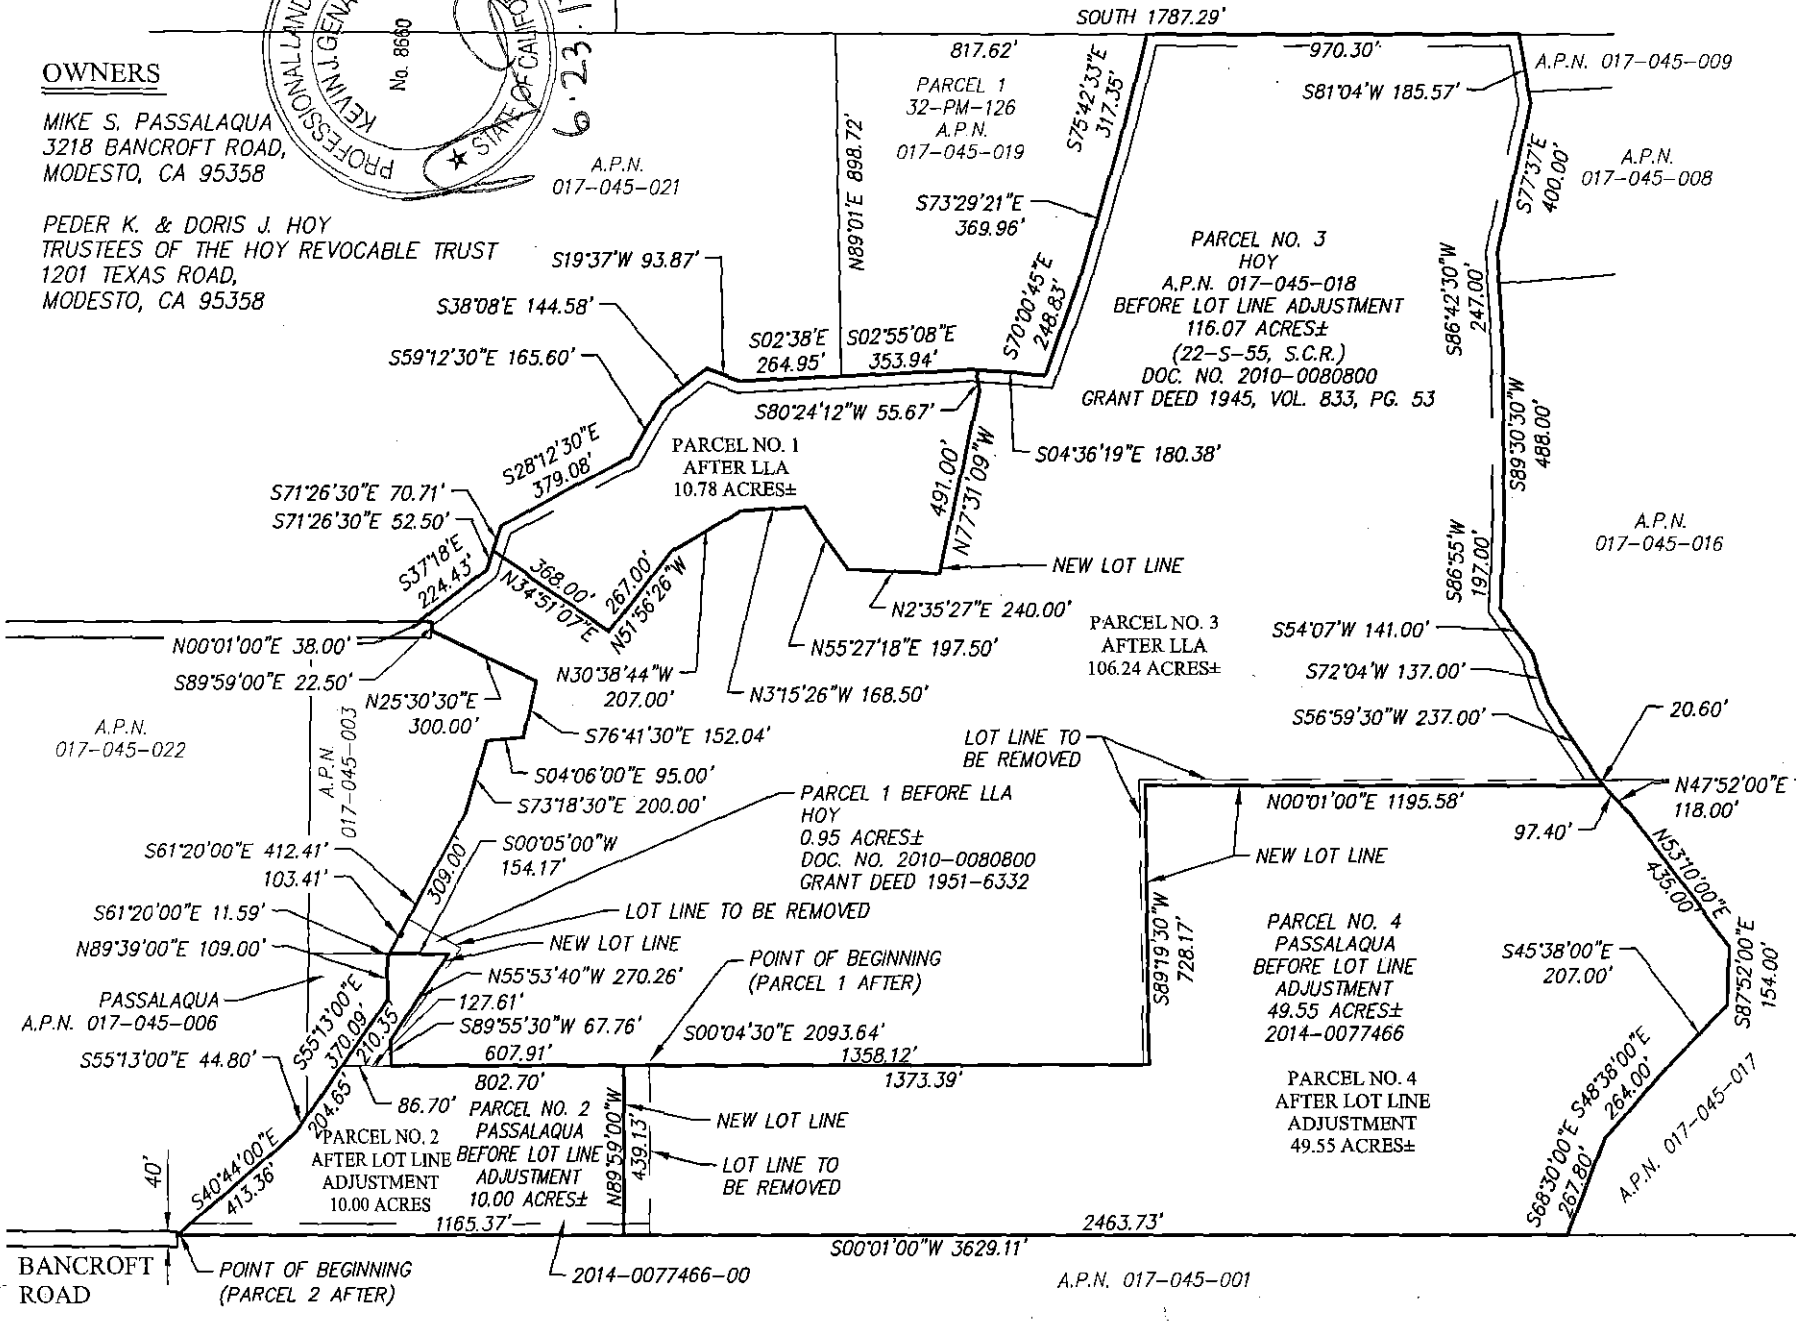 SOUTH 1787.29'
817.62'
970.30'
OWNERS
MIKE S. PASSALAQUA
3218 BANCROFT ROAD,
MODESTO, CA 95358
PEDER K. & DORIS J. HOY
TRUSTEES OF THE HOY REVOCABLE TRUST
1201 TEXAS ROAD,
MODESTO, CA 95358
PROFESSIONAL LAND
KEVIN J. GENA
No. 8660
★ STATE OF CALIFO
6.23.1
A.P.N.
017-045-021
PARCEL 1
32-PM-126
A.P.N.
017-045-019
N89°01'E 898.72'
S75°42'33"E
317.35'
S73°29'21"E
369.96'
S70°00'45"E
248.83'
S81°04'W 185.57'
A.P.N. 017-045-009
S77°37'E
400.00'
A.P.N.
017-045-008
PARCEL NO. 3
HOY
A.P.N. 017-045-018
BEFORE LOT LINE ADJUSTMENT
116.07 ACRES±
(22-S-55, S.C.R.)
DOC. NO. 2010-0080800
GRANT DEED 1945, VOL. 833, PG. 53
S86°42'30"W
247.00'
S89°30'30"W
488.00'
S86°55'W
197.00'
A.P.N.
017-045-016
S19°37'W 93.87'
S38°08'E 144.58'
S59°12'30"E 165.60'
S02°38'E
264.95'
S02°55'08"E
353.94'
S80°24'12"W 55.67'
S04°36'19"E 180.38'
S28°12'30"E
379.08'
PARCEL NO. 1
AFTER LLA
10.78 ACRES±
491.00'
N77°31'09"W
S71°26'30"E 70.71'
S71°26'30"E 52.50'
S37°18'E
224.43'
368.00'
N34°51'07"E
267.00'
N51°56'26"W
NEW LOT LINE
N2°35'27"E 240.00'
N55°27'18"E 197.50'
N30°38'44"W
207.00'
N3°15'26"W 168.50'
PARCEL NO. 3
AFTER LLA
106.24 ACRES±
S54°07'W 141.00'
S72°04'W 137.00'
S56°59'30"W 237.00'
20.60'
N47°52'00"E
118.00'
97.40'
N00°01'00"E 38.00'
S89°59'00"E 22.50'
N25°30'30"E
300.00'
S76°41'30"E 152.04'
S04°06'00"E 95.00'
S73°18'30"E 200.00'
A.P.N.
017-045-022
A.P.N.
017-045-003
LOT LINE TO
BE REMOVED
N00°01'00"E 1195.58'
NEW LOT LINE
PARCEL 1 BEFORE LLA
HOY
0.95 ACRES±
DOC. NO. 2010-0080800
GRANT DEED 1951-6332
S00°05'00"W
154.17'
S61°20'00"E 412.41'
103.41'
309.00'
S61°20'00"E 11.59'
N89°39'00"E 109.00'
LOT LINE TO BE REMOVED
NEW LOT LINE
N55°53'40"W 270.26'
127.61'
S89°55'30"W 67.76'
POINT OF BEGINNING
(PARCEL 1 AFTER)
PASSALAQUA
A.P.N. 017-045-006
S55°13'00"E
370.09'
210.35'
S55°13'00"E 44.80'
204.65'
607.91'
S00°04'30"E 2093.64'
1358.12'
1373.39'
802.70'
86.70'
S89°19'30"W
728.17'
N53°10'00"E
435.00'
PARCEL NO. 4
PASSALAQUA
BEFORE LOT LINE
ADJUSTMENT
49.55 ACRES±
2014-0077466
S45°38'00"E
207.00'
S87°52'00"E
154.00'
PARCEL NO. 4
AFTER LOT LINE
ADJUSTMENT
49.55 ACRES±
S48°38'00"E
264.00'
S68°30'00"E
267.80'
A.P.N. 017-045-017
PARCEL NO. 2
AFTER LOT LINE
ADJUSTMENT
10.00 ACRES
PARCEL NO. 2
PASSALAQUA
BEFORE LOT LINE
ADJUSTMENT
10.00 ACRES±
N89°59'00"W
439.13'
NEW LOT LINE
LOT LINE TO
BE REMOVED
S40°44'00"E
413.36'
40'
1165.37'
2463.73'
S00°01'00"W 3629.11'
BANCROFT
ROAD
POINT OF BEGINNING
(PARCEL 2 AFTER)
2014-0077466-00
A.P.N. 017-045-001